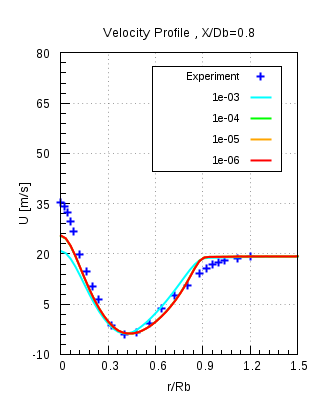 Velocity Profile , X/Db=0.8
80
65
50
35
20
5
-10
U [m/s]
Experiment
1e-03
1e-04
1e-05
1e-06
0 0.3 0.6 0.9 1.2 1.5
r/Rb